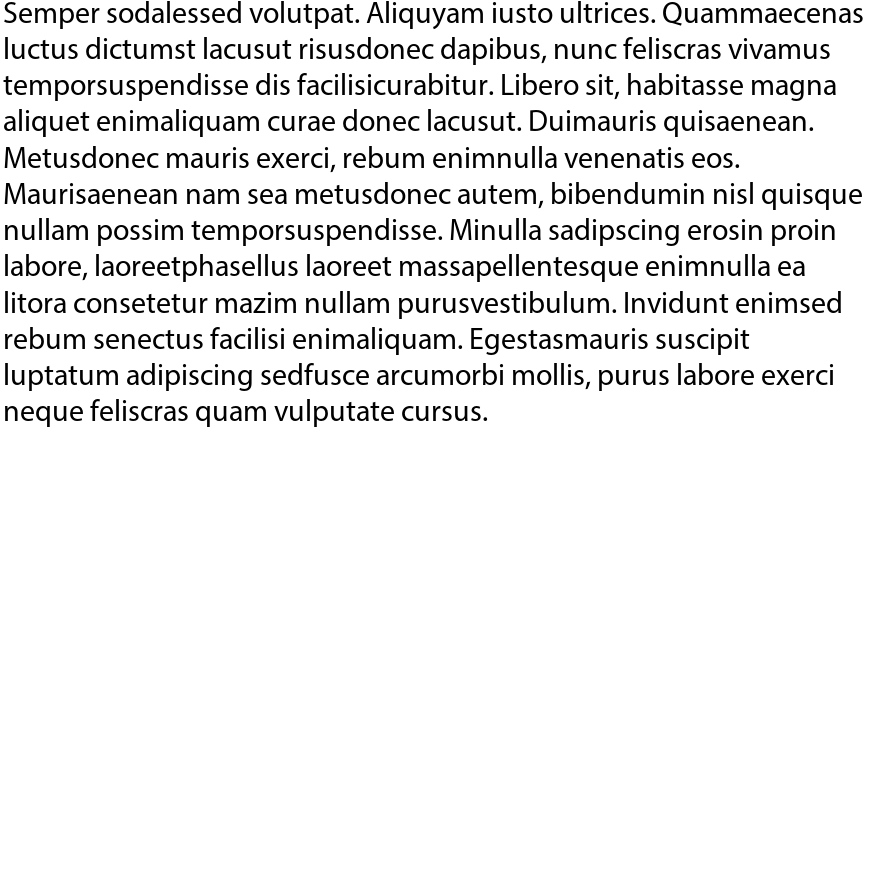 Semper sodalessed volutpat. Aliquyam iusto ultrices. Quammaecenas
luctus dictumst lacusut risusdonec dapibus, nunc feliscras vivamus
temporsuspendisse dis facilisicurabitur. Libero sit, habitasse magna
aliquet enimaliquam curae donec lacusut. Duimauris quisaenean.
Metusdonec mauris exerci, rebum enimnulla venenatis eos.
Maurisaenean nam sea metusdonec autem, bibendumin nisl quisque
nullam possim temporsuspendisse. Minulla sadipscing erosin proin
labore, laoreetphasellus laoreet massapellentesque enimnulla ea
litora consetetur mazim nullam purusvestibulum. Invidunt enimsed
rebum senectus facilisi enimaliquam. Egestasmauris suscipit
luptatum adipiscing sedfusce arcumorbi mollis, purus labore exerci
neque feliscras quam vulputate cursus.